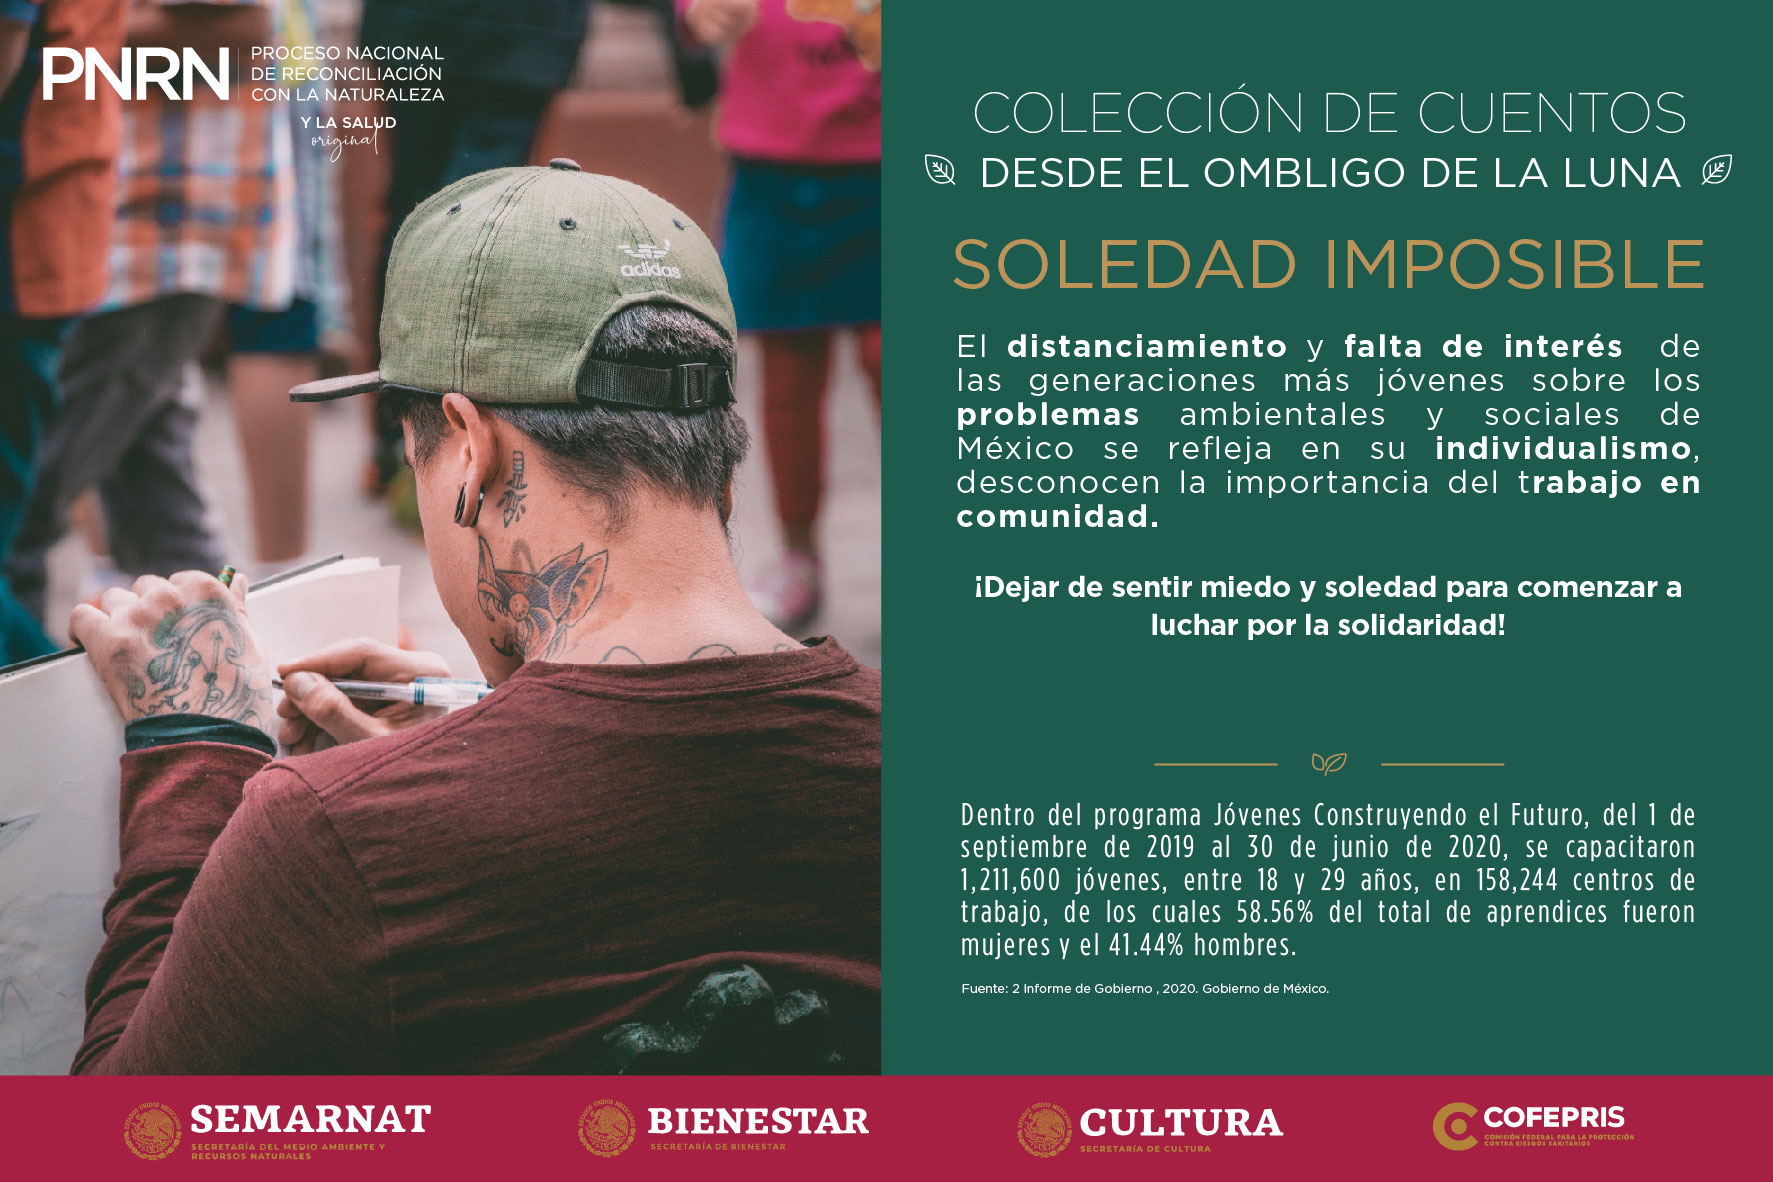 PNRN
PROCESO NACIONAL
DE RECONCILIACIÓN
CON LA NATURALEZA
Y LA SALUD
original
adidas
COLECCIÓN DE CUENTOS
DESDE EL OMBLIGO DE LA LUNA
SOLEDAD IMPOSIBLE
El distanciamiento y falta de interés de
las generaciones más jóvenes sobre los
problemas ambientales y sociales de
México se refleja en su individualismo,
desconocen la importancia del trabajo en
comunidad.
¡Dejar de sentir miedo y soledad para comenzar a
luchar por la solidaridad!
Dentro del programa Jóvenes Construyendo el Futuro, del 1 de
septiembre de 2019 al 30 de junio de 2020, se capacitaron
1,211,600 jóvenes, entre 18 y 29 años, en 158,244 centros de
trabajo, de los cuales 58.56% del total de aprendices fueron
mujeres y el 41.44% hombres.
Fuente: 2 Informe de Gobierno , 2020. Gobierno de México.
SEMARNAT
SECRETARÍA DEL MEDIO AMBIENTE Y
RECURSOS NATURALES
BIENESTAR
SECRETARÍA DE BIENESTAR
CULTURA
SECRETARÍA DE CULTURA
COFEPRIS
COMISIÓN FEDERAL PARA LA PROTECCIÓN
CONTRA RIESGOS SANITARIOS